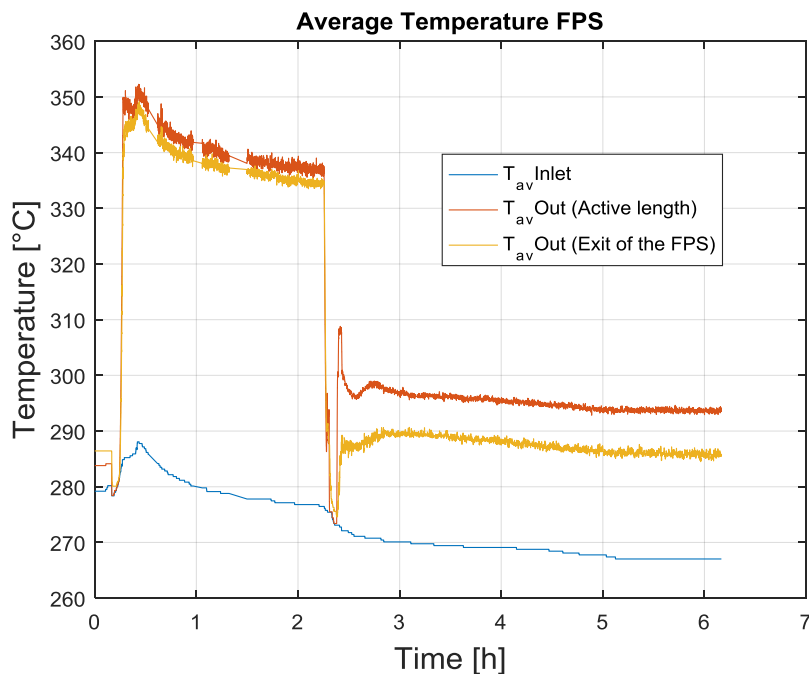 Average Temperature FPS
Temperature [°C]
360
350
340
330
320
310
300
290
280
270
260
T_av Inlet
T_av Out (Active length)
T_av Out (Exit of the FPS)
0 1 2 3 4 5 6 7
Time [h]